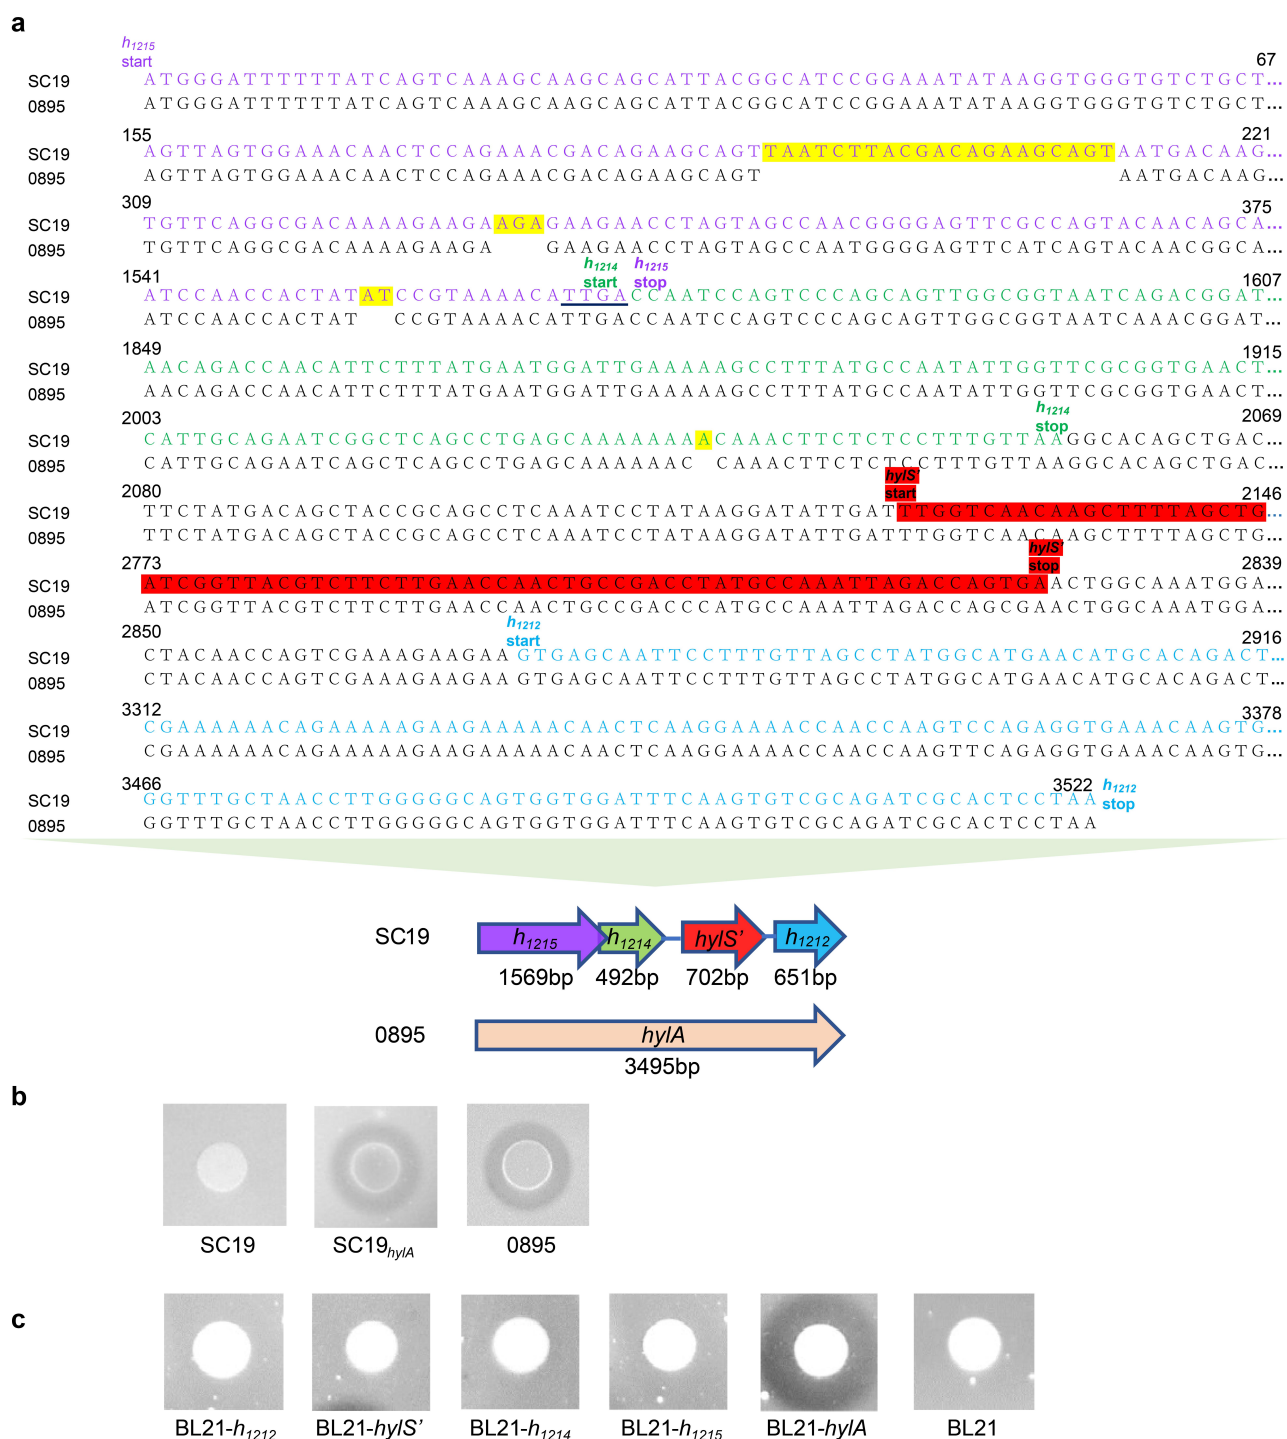 a
h1215
start
67
SC19 ATGGGATTTTTTATCAGTCAAAGCAAGCAGCATTACGGCATCCGGAAATATAAGGTGGGTGTCTGCT...
0895 ATGGGATTTTTTATCAGTCAAAGCAAGCAGCATTACGGCATCCGGAAATATAAGGTGGGTGTCTGCT...
155 221
SC19 AGTTAGTGGAAACAACTCCAGAAACGACAGAAGCAGTTAATCTTACGACAGAAGCAGTAATGACAAG...
0895 AGTTAGTGGAAACAACTCCAGAAACGACAGAAGCAGT AATGACAAG...
309 375
SC19 TGTTCAGGCGACAAAAGAAGAAGAGAAGAACCTAGTAGCCAACGGGGAGTTCGCCAGTACAACAGCA...
0895 TGTTCAGGCGACAAAAGAAGA GAAGAACCTAGTAGCCAATGGGGAGTTCATCAGTACAACGGCA...
h1214 h1215
1541 start stop 1607
SC19 ATCCAACCACTATATCCGTAAAACATTGACCAATCCAGTCCCAGCAGTTGGCGGTAATCAGACGGAT...
0895 ATCCAACCACTAT CCGTAAAACATTGACCAATCCAGTCCCAGCAGTTGGCGGTAATCAAACGGAT...
1849 1915
SC19 AACAGACCAACATTCTTTATGAATGGATTGAAAAAGCCTTTATGCCAATATTGGTTCGCGGTGAACT...
0895 AACAGACCAACATTCTTTATGAATGGATTGAAAAAGCCTTTATGCCAATATTGGTTCGCGGTGAACT...
h1214
2003 stop 2069
SC19 CATTGCAGAATCGGCTCAGCCTGAGCAAAAAAAACAAACTTCTCTCCTTTGTTAAGGCACAGCTGAC...
0895 CATTGCAGAATCAGCTCAGCCTGAGCAAAAAAC CAAACTTCTCTCCTTTGTTAAGGCACAGCTGAC...
hylS'
2080 start 2146
SC19 TTCTATGACAGCTACCGCAGCCTCAAATCCTATAAGGATATTGATTTGGTCAACAAGCTTTTAGCTG...
0895 TTCTATGACAGCTACCGCAGCCTCAAATCCTATAAGGATATTGATTTGGTCAACAAGCTTTTAGCTG...
hylS'
2773 stop 2839
SC19 ATCGGTTACGTCTTCTTGAACCAACTGCCGACCTATGCCAAATTAGACCAGTGAACTGGCAAATGGA...
0895 ATCGGTTACGTCTTCTTGAACCAACTGCCGACCCATGCCAAATTAGACCAGCGAACTGGCAAATGGA...
h1212
2850 start 2916
SC19 CTACAACCAGTCGAAAGAAGAAGTGAGCAATTCCTTTGTTAGCCTATGGCATGAACATGCACAGACT...
0895 CTACAACCAGTCGAAAGAAGAAGTGAGCAATTCCTTTGTTAGCCTATGGCATGAACATGCACAGACT...
3312 3378
SC19 CGAAAAAACAGAAAAAGAAGAAAAACAACTCAAGGAAAACCAACCAAGTCCAGAGGTGAAACAAGTG...
0895 CGAAAAAACAGAAAAAGAAGAAAAACAACTCAAGGAAAACCAACCAAGTTCAGAGGTGAAACAAGTG...
3466 3522 h1212
SC19 GGTTTGCTAACCTTGGGGGCAGTGGTGGATTTCAAGTGTCGCAGATCGCACTCCTAA stop
0895 GGTTTGCTAACCTTGGGGGCAGTGGTGGATTTCAAGTGTCGCAGATCGCACTCCTAA
SC19 h1215 h1214 hylS' h1212
1569bp 492bp 702bp 651bp
0895 hylA
3495bp
b
SC19 SC19hylA 0895
c
BL21-h1212 BL21-hylS' BL21-h1214 BL21-h1215 BL21-hylA BL21